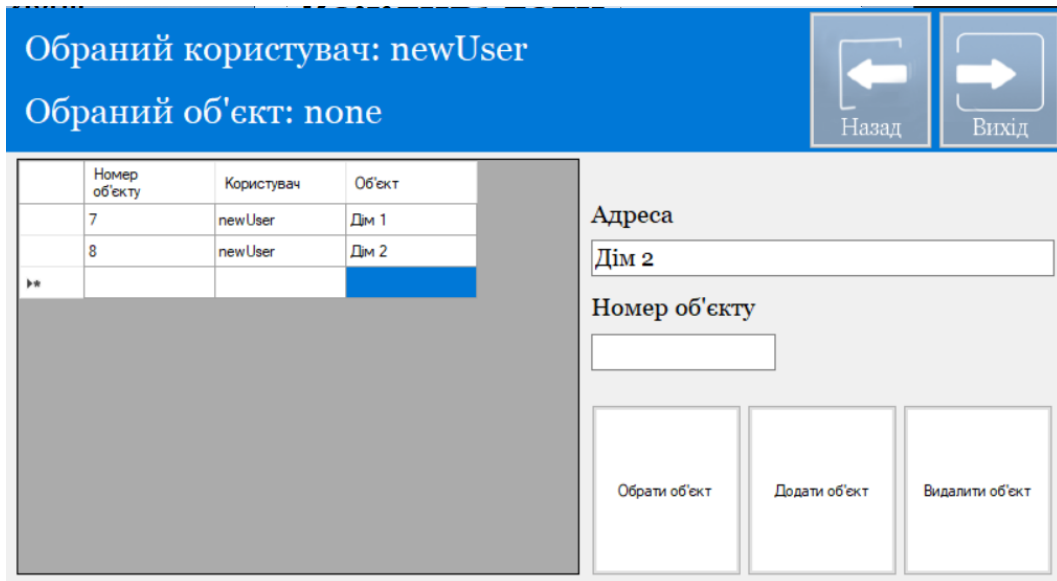 Обраний користувач: newUser
Обраний об'єкт: none
Назад
Вихід
Номер об'єкту
Користувач
Об'єкт
7
newUser
Дім 1
8
newUser
Дім 2
Адреса
Дім 2
Номер об'єкту
Обрати об'єкт
Додати об'єкт
Видалити об'єкт